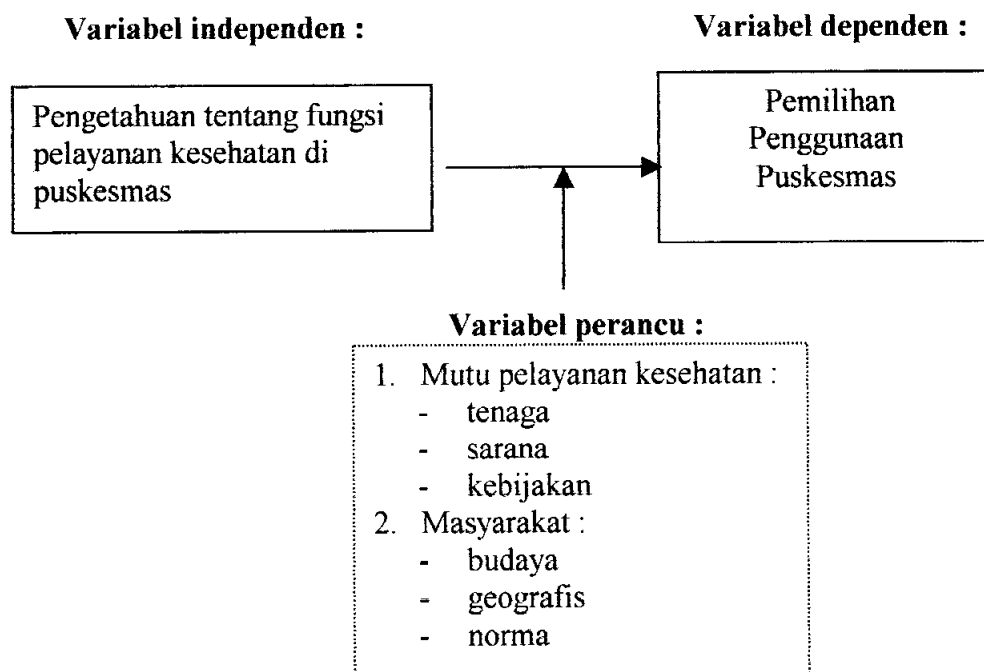 Variabel independen :
Variabel dependen :
Pengetahuan tentang fungsi
pelayanan kesehatan di
puskesmas
Pemilihan
Penggunaan
Puskesmas
Variabel perancu :
1. Mutu pelayanan kesehatan :
- tenaga
- sarana
- kebijakan
2. Masyarakat :
- budaya
- geografis
- norma